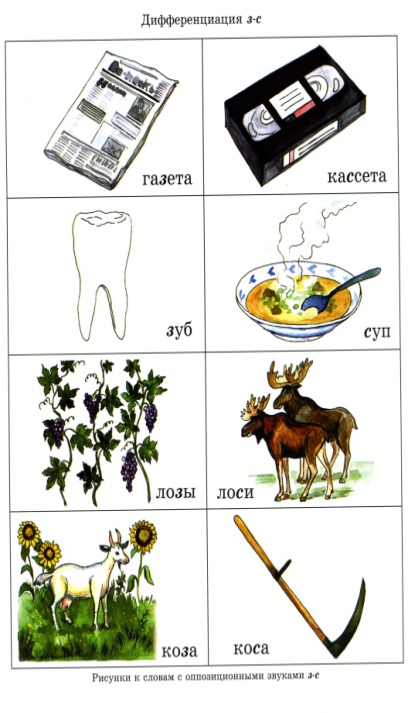 Дифференциация з-с
газета
кассета
зуб
суп
лозы
лоси
коза
коса
Рисунки к словам с оппозиционными звуками з-с